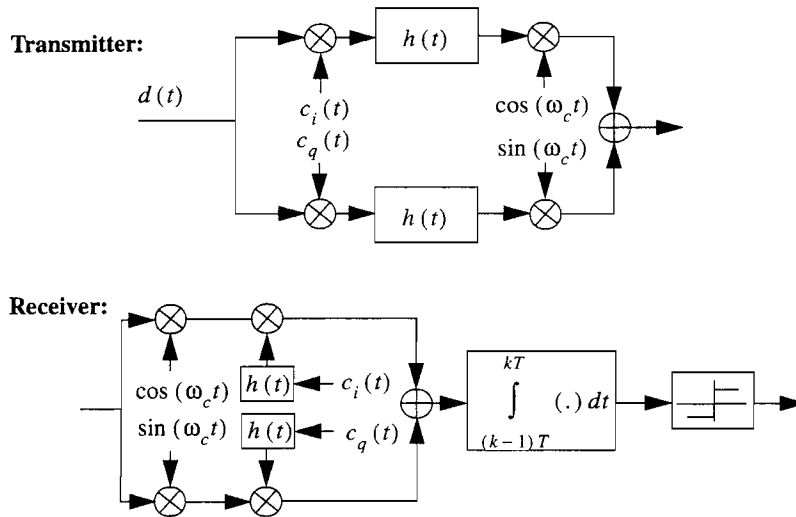 Transmitter:
d(t)
h(t)
c_i(t)
c_q(t)
cos(ω_c t)
sin(ω_c t)
h(t)
Receiver:
cos(ω_c t)
sin(ω_c t)
h(t)
c_i(t)
h(t)
c_q(t)
kT
∫ (.) dt
(k−1)T